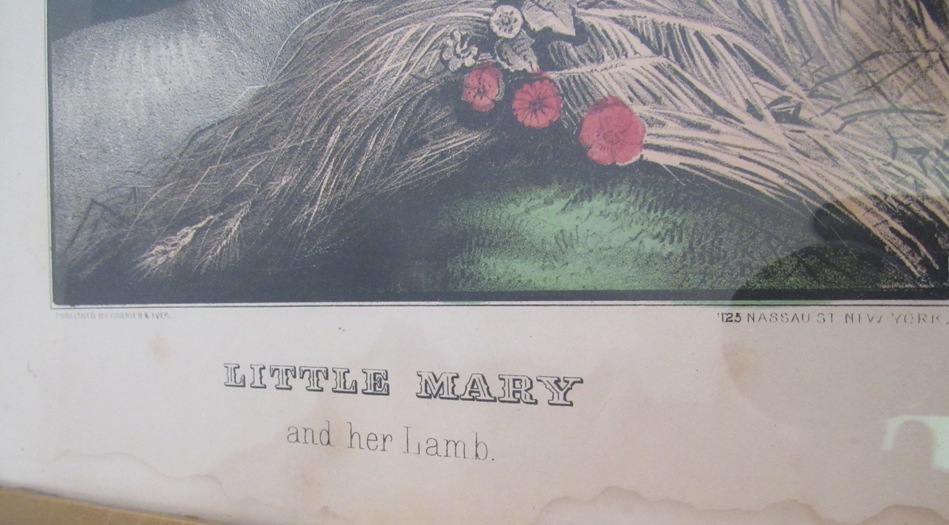 PUBLISHED BY CURRIER & IVES.
125 NASSAU ST. NEW YORK.
LITTLE MARY
and her Lamb.